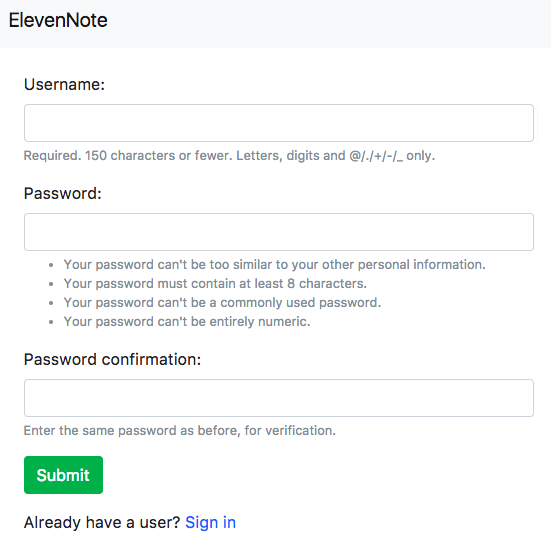 ElevenNote
Username:
Required. 150 characters or fewer. Letters, digits and @/./+/-/_ only.
Password:
• Your password can't be too similar to your other personal information.
• Your password must contain at least 8 characters.
• Your password can't be a commonly used password.
• Your password can't be entirely numeric.
Password confirmation:
Enter the same password as before, for verification.
Submit
Already have a user? Sign in